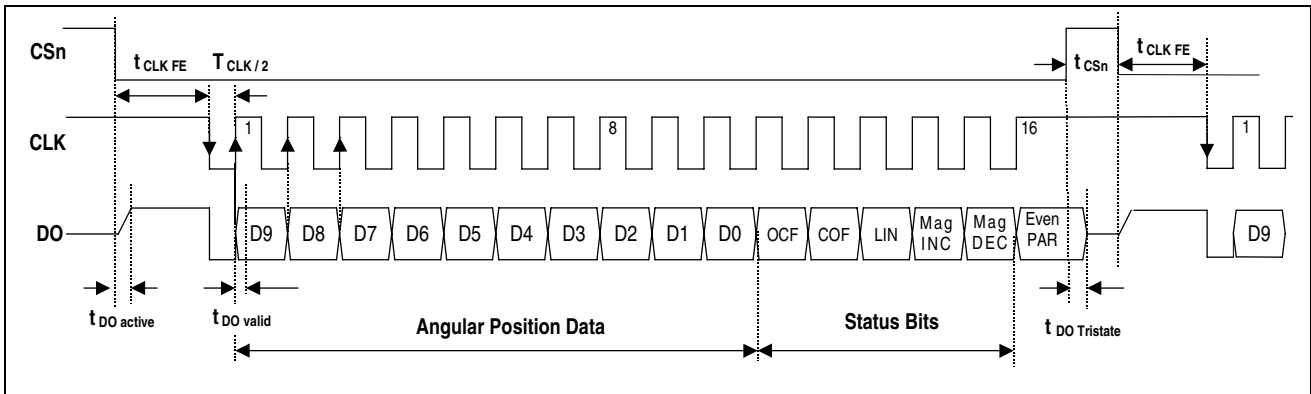 CSn
t CLK FE
T CLK / 2
t CSn
t CLK FE
CLK
1
8
16
1
DO
D9
D8
D7
D6
D5
D4
D3
D2
D1
D0
OCF
COF
LIN
Mag
INC
Mag
DEC
Even
PAR
D9
t DO active
t DO valid
Angular Position Data
Status Bits
t DO Tristate